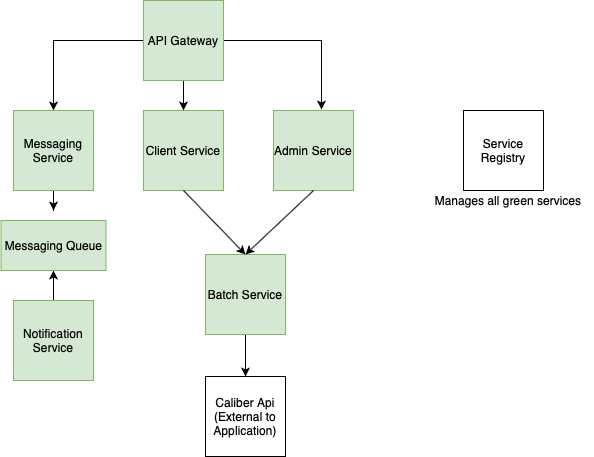 API Gateway
Messaging
Service
Client Service
Admin Service
Service
Registry
Manages all green services
Messaging Queue
Batch Service
Notification
Service
Caliber Api
(External to
Application)